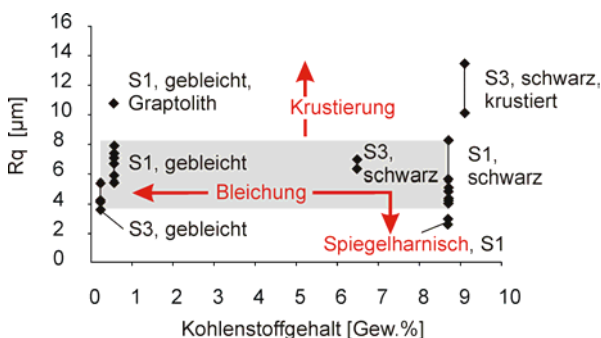 16
14
12
10
8
6
4
2
0
Rq [µm]
S1, gebleicht,
Graptolith
Krustierung
S3, schwarz,
krustiert
S1, gebleicht
S3,
schwarz
S1,
schwarz
Bleichung
S3, gebleicht
Spiegelharnisch, S1
0 1 2 3 4 5 6 7 8 9 10
Kohlenstoffgehalt [Gew.%]